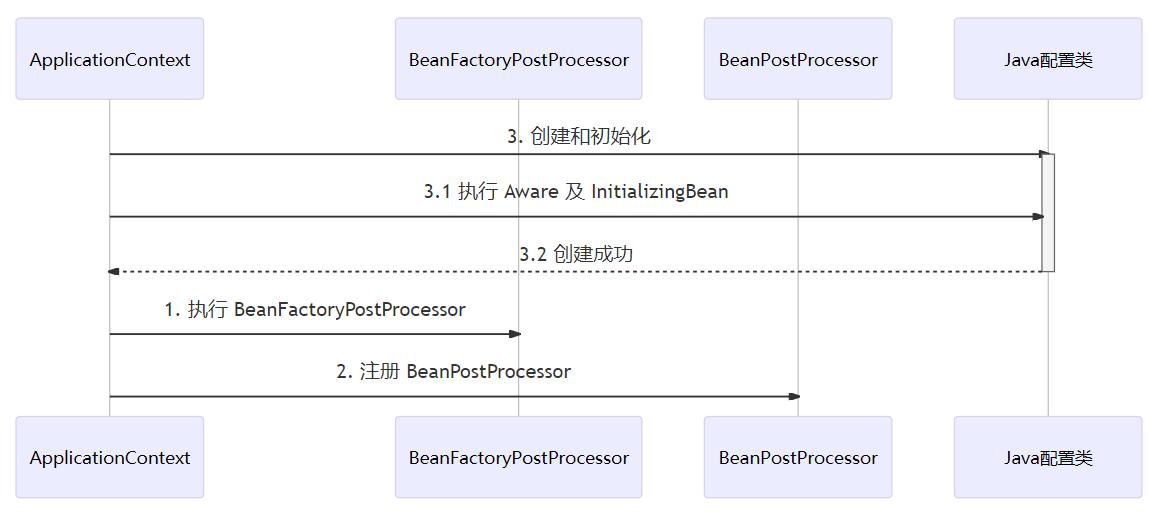 ApplicationContext
BeanFactoryPostProcessor
BeanPostProcessor
Java配置类
3. 创建和初始化
3.1 执行 Aware 及 InitializingBean
3.2 创建成功
1. 执行 BeanFactoryPostProcessor
2. 注册 BeanPostProcessor
ApplicationContext
BeanFactoryPostProcessor
BeanPostProcessor
Java配置类